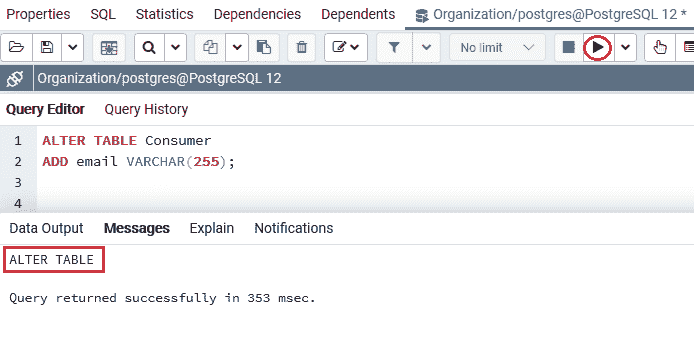 Properties SQL Statistics Dependencies Dependents Organization/postgres@PostgreSQL 12 *
No limit
Organization/postgres@PostgreSQL 12
Query Editor Query History
1 ALTER TABLE Consumer
2 ADD email VARCHAR(255);
3
4
Data Output Messages Explain Notifications
ALTER TABLE
Query returned successfully in 353 msec.